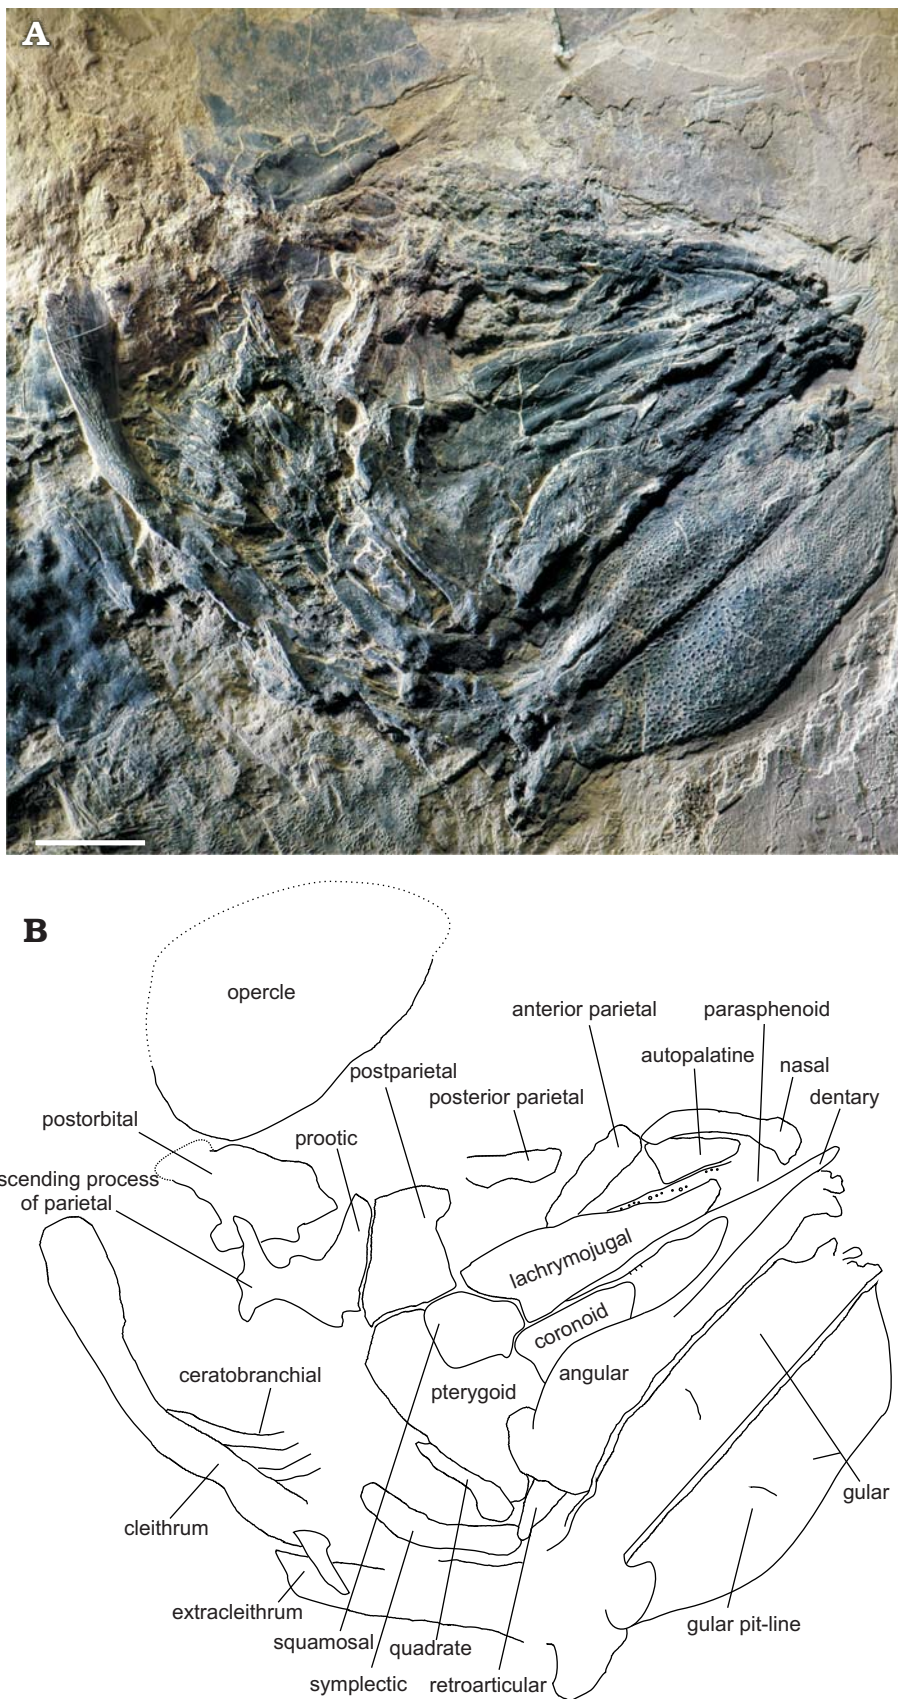 A
B
opercle
anterior parietal
parasphenoid
autopalatine
nasal
postparietal
posterior parietal
dentary
postorbital
prootic
scending process
of parietal
lachrymojugal
coronoid
ceratobranchial
angular
pterygoid
gular
cleithrum
extracleithrum
gular pit-line
squamosal
quadrate
symplectic
retroarticular